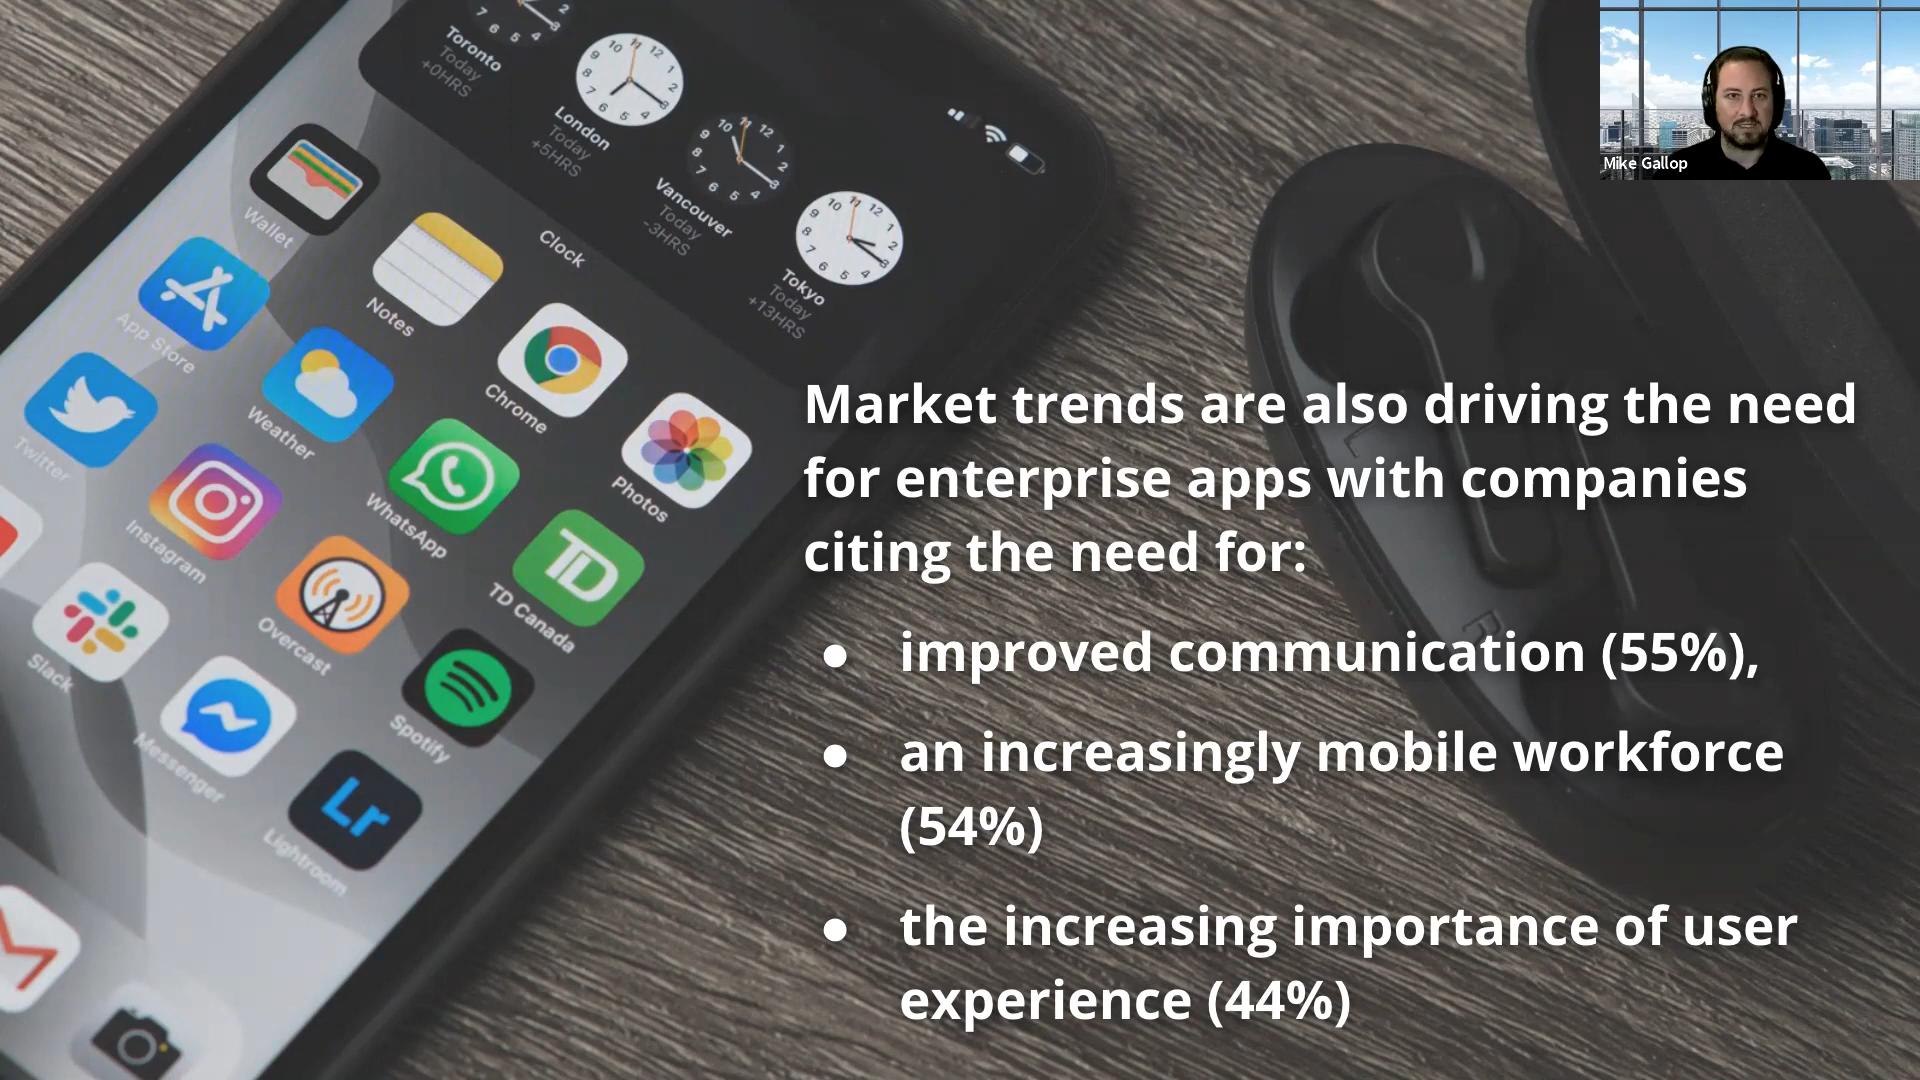 Toronto
Today
+0HRS
London
Today
+5HRS
Vancouver
Today
-3HRS
Tokyo
Today
+13HRS
Clock
Wallet
Notes
Chrome
Photos
App Store
Weather
WhatsApp
TD
TD Canada
Twitter
Instagram
Overcast
Spotify
Slack
Messenger
Lr
Lightroom
Mike Gallop
Market trends are also driving the need
for enterprise apps with companies
citing the need for:
● improved communication (55%),
● an increasingly mobile workforce
(54%)
● the increasing importance of user
experience (44%)
L
R